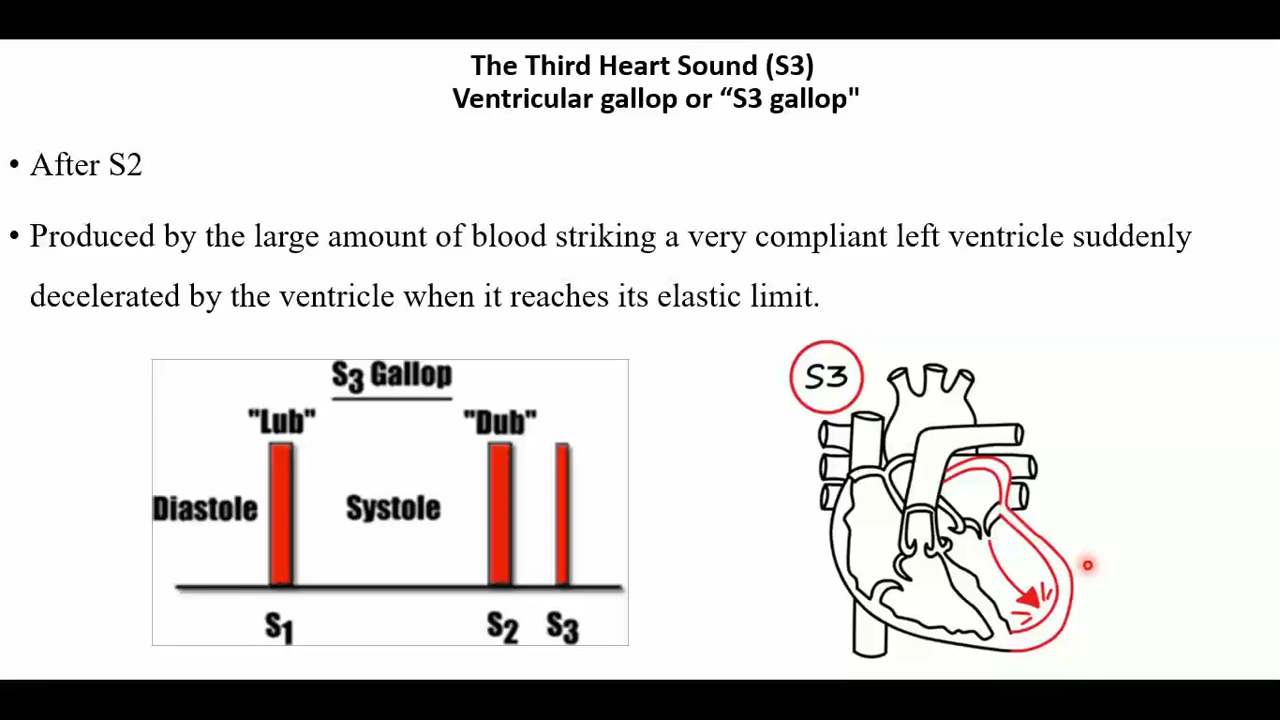 The Third Heart Sound (S3)
Ventricular gallop or “S3 gallop"
• After S2
• Produced by the large amount of blood striking a very compliant left ventricle suddenly
decelerated by the ventricle when it reaches its elastic limit.
S3 Gallop
"Lub" "Dub"
Diastole Systole
S1 S2 S3
S3